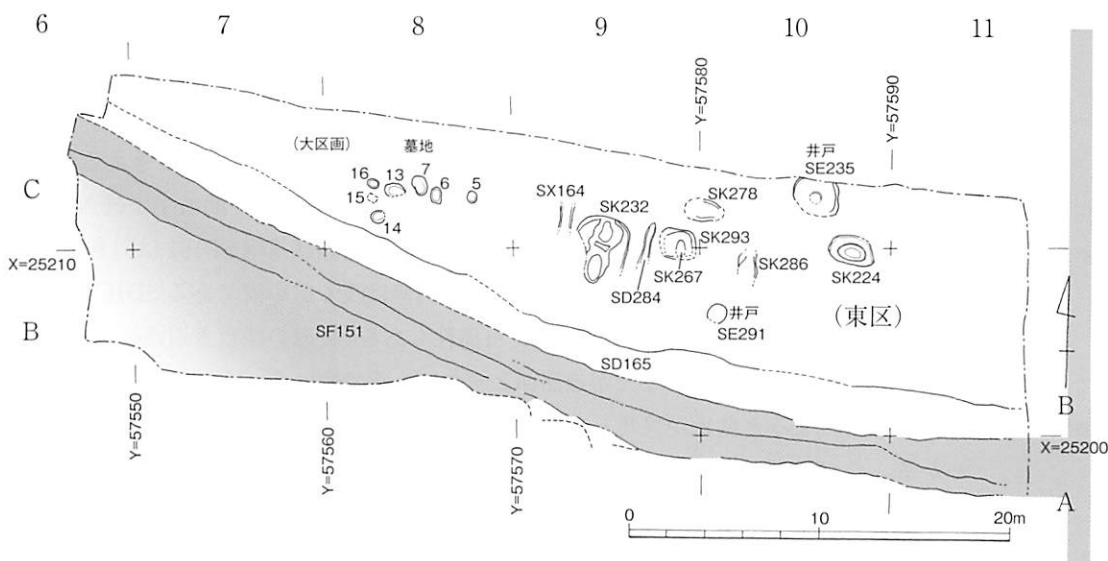 6 7 8 9 10 11
Y=57580
Y=57590
(大区画) 墓地
井戸
SE235
16 13 7 6 5
15
14
C
SX164
SK232
SK278
SK293
SK267
SD284
SK286
SK224
X=25210
井戸
SE291
(東区)
B
SF151
SD165
B
X=25200
Y=57550
Y=57560
Y=57570
A
0 10 20m